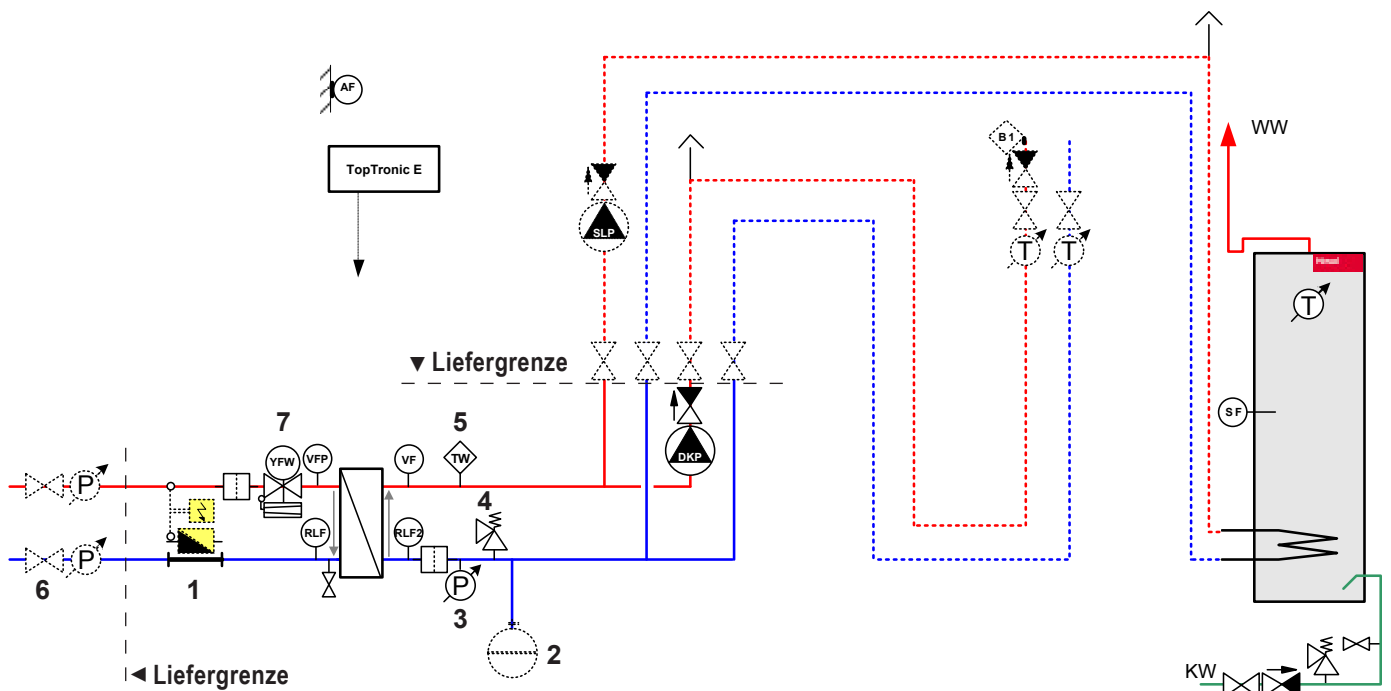 AF
TopTronic E
WW
B 1
SLP
T
T
T
▼ Liefergrenze
SF
7
5
YFW
VFP
VF
TW
DKP
4
P
RLF
RLF2
P
P
6
1
3
2
◄ Liefergrenze
KW